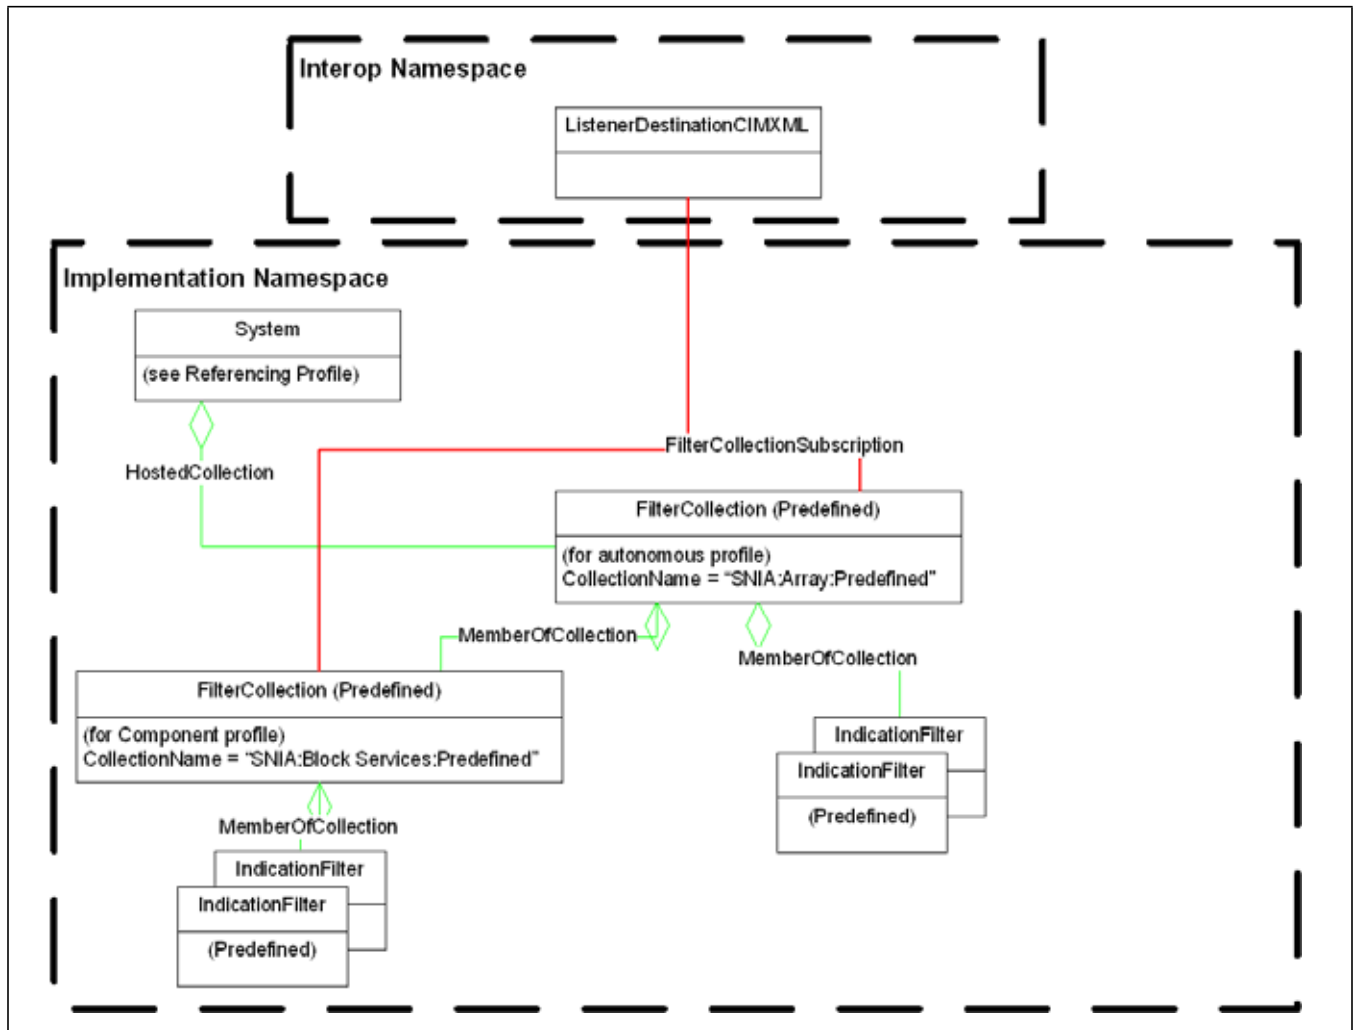 Interop Namespace
ListenerDestinationCIMXML
Implementation Namespace
System
(see Referencing Profile)
HostedCollection
FilterCollectionSubscription
FilterCollection (Predefined)
(for autonomous profile)
CollectionName = “SNIA:Array:Predefined”
MemberOfCollection
MemberOfCollection
FilterCollection (Predefined)
(for Component profile)
CollectionName = “SNIA:Block Services:Predefined”
IndicationFilter
IndicationFilter
(Predefined)
MemberOfCollection
IndicationFilter
IndicationFilter
(Predefined)